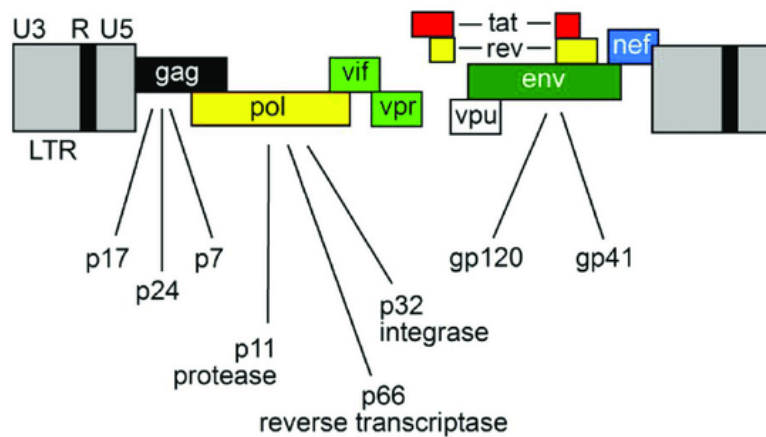 U3 R U5
tat
rev
nef
gag
vif
env
pol
vpr
vpu
LTR
p17
p24
p7
gp120
gp41
p32
integrase
p11
protease
p66
reverse transcriptase